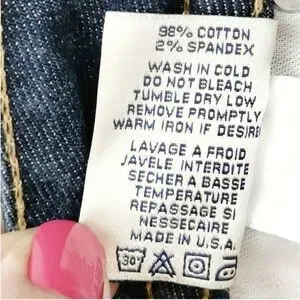 98% COTTON
2% SPANDEX
WASH IN COLD
DO NOT BLEACH
TUMBLE DRY LOW
REMOVE PROMPTLY
WARM IRON IF DESIRE
LAVAGE A FROID
JAVELE INTERDITE
SECHER A BASSE
TEMPERATURE
REPASSAGE SI
NESSECAIRE
MADE IN U.S.A.
30°